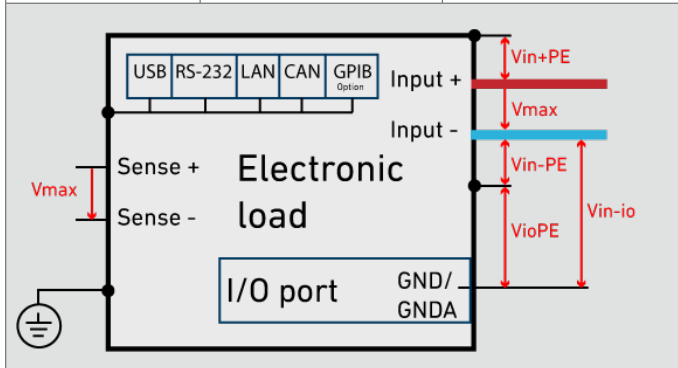 USB RS-232 LAN CAN GPIB
Option
Vin+PE
Input +
Vmax
Input -
Sense +
Electronic
load
Vin-PE
Vmax
Vin-io
Sense -
VioPE
I/O port
GND/
GNDA